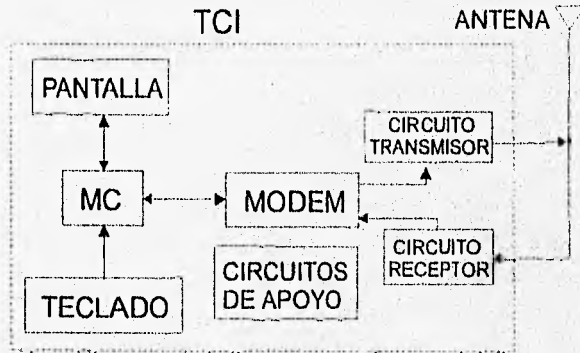 TCI
ANTENA
PANTALLA
CIRCUITO
TRANSMISOR
MC
MODEM
CIRCUITO
RECEPTOR
CIRCUITOS
DE APOYO
TECLADO